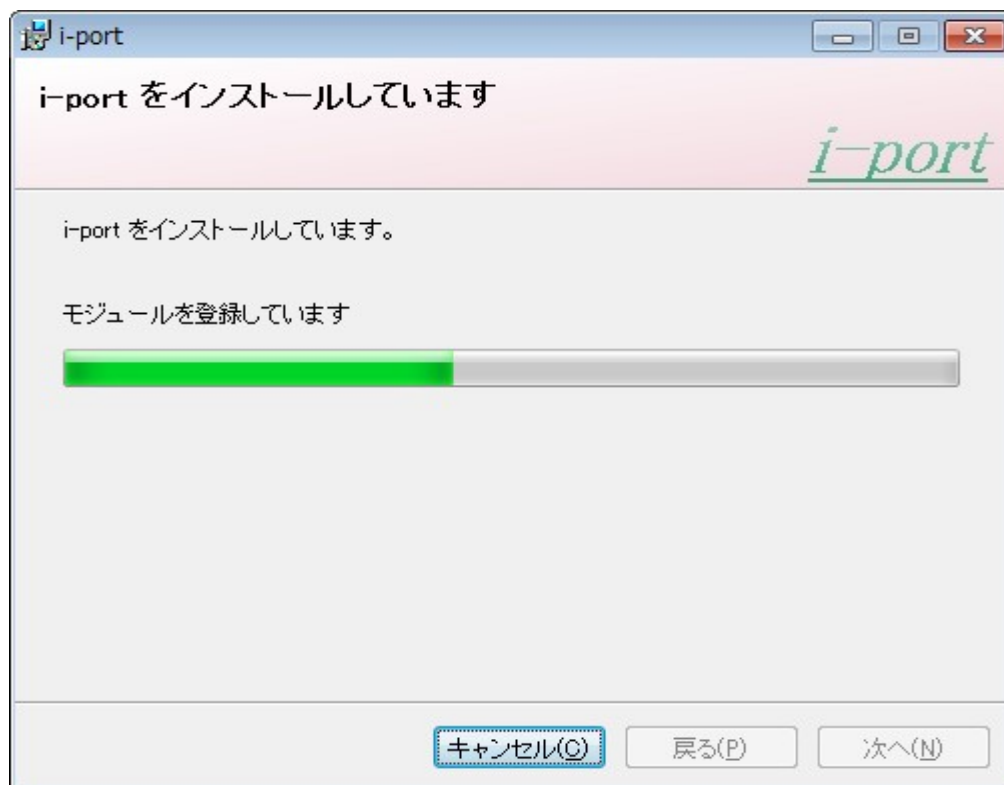 i-port
i-port をインストールしています
i-port
i-port をインストールしています。
モジュールを登録しています
キャンセル(C)
戻る(P)
次へ(N)